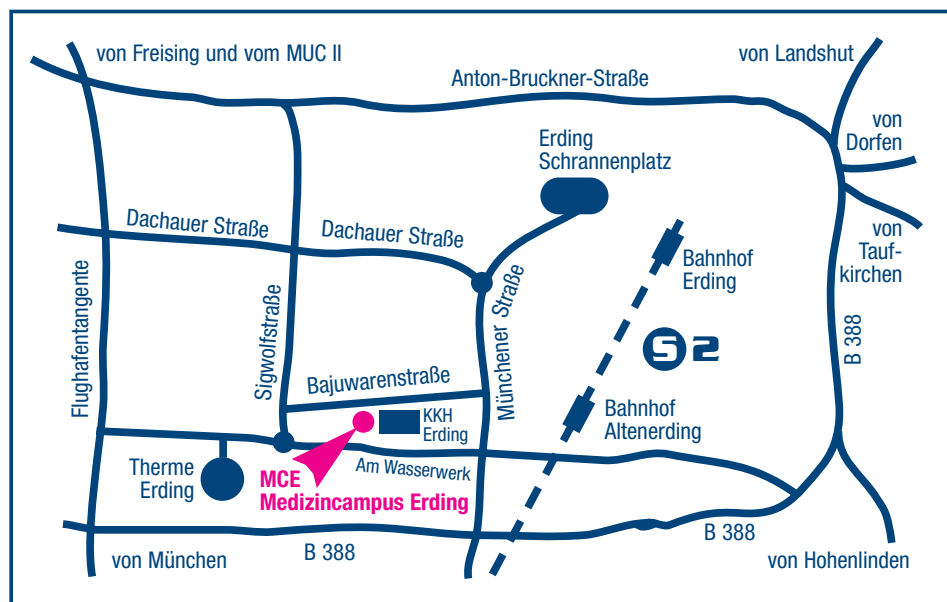 von Freising und vom MUC II
von Landshut
Anton-Bruckner-Straße
von
Dorfen
Erding
Schrannenplatz
Dachauer Straße
Dachauer Straße
von
Tauf-
kirchen
Bahnhof
Erding
Flughafentangente
Sigwolfstraße
Münchener Straße
S2
B 388
Bajuwarenstraße
KKH
Erding
Bahnhof
Altenerding
Therme
Erding
Am Wasserwerk
MCE
Medizincampus Erding
von München
B 388
B 388
von Hohenlinden